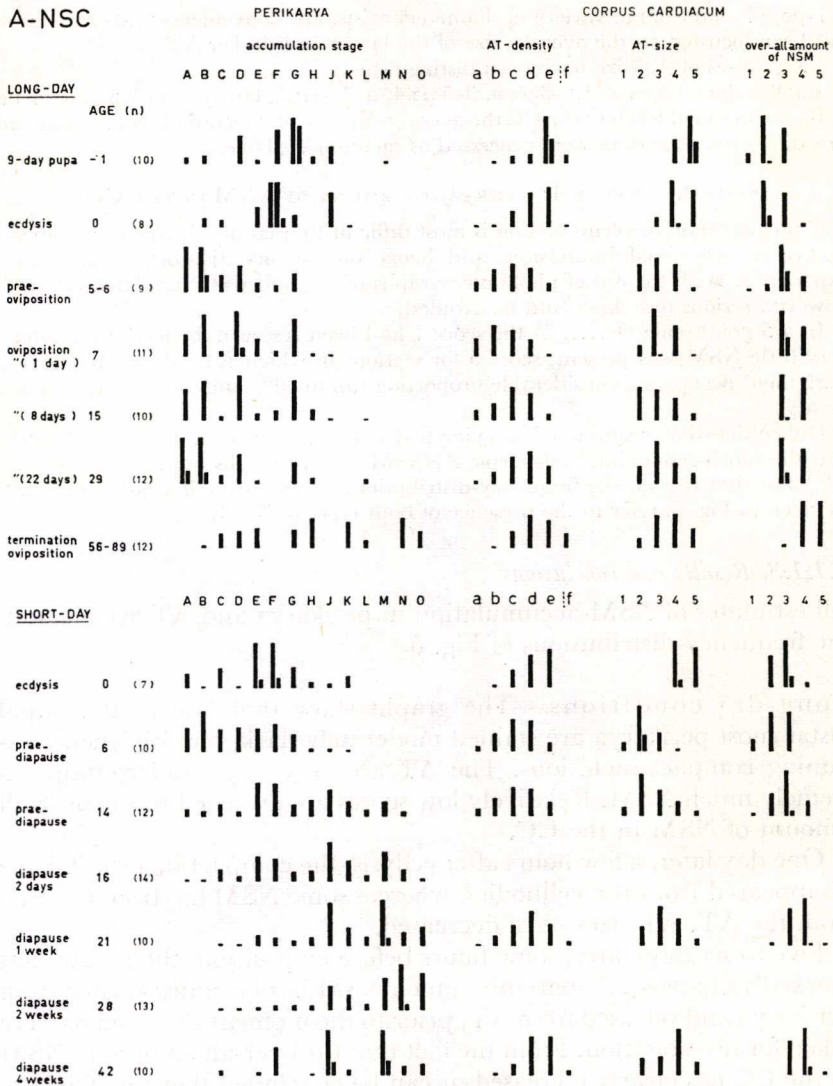 A-NSC
PERIKARYA
CORPUS CARDIACUM
accumulation stage
AT-density
AT-size
over-all amount
of NSM
A B C D E F G H J K L M N O
a b c d e f
1 2 3 4 5
1 2 3 4 5
LONG-DAY
AGE (n)
9-day pupa -1 (10)
ecdysis 0 (8)
prae-
oviposition 5-6 (9)
oviposition
"(1 day) 7 (11)
"(8 days) 15 (10)
"(22 days) 29 (12)
termination
oviposition 56-89 (12)
SHORT-DAY
A B C D E F G H J K L M N O
a b c d e f
1 2 3 4 5
1 2 3 4 5
ecdysis 0 (7)
prae-
diapause 6 (10)
prae-
diapause 14 (12)
diapause
2 days 16 (14)
diapause
1 week 21 (10)
diapause
2 weeks 28 (13)
diapause
4 weeks 42 (10)